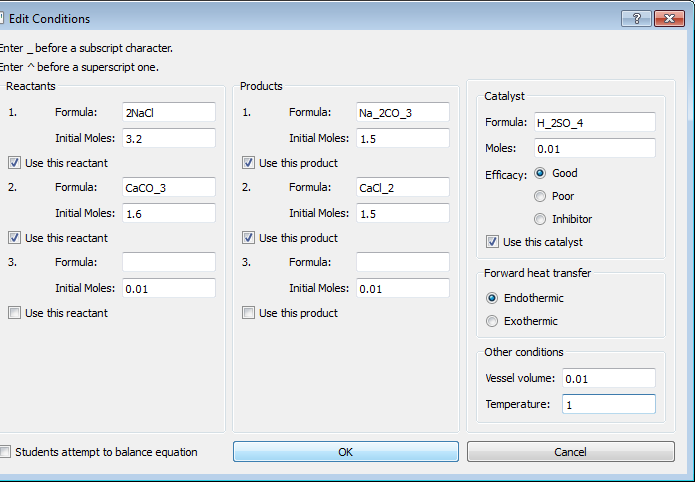 Edit Conditions
Enter _ before a subscript character.
Enter ^ before a superscript one.
Reactants
1. Formula: 2NaCl
Initial Moles: 3.2
Use this reactant
2. Formula: CaCO_3
Initial Moles: 1.6
Use this reactant
3. Formula:
Initial Moles: 0.01
Use this reactant
Products
1. Formula: Na_2CO_3
Initial Moles: 1.5
Use this product
2. Formula: CaCl_2
Initial Moles: 1.5
Use this product
3. Formula:
Initial Moles: 0.01
Use this product
Catalyst
Formula: H_2SO_4
Moles: 0.01
Efficacy: Good
Poor
Inhibitor
Use this catalyst
Forward heat transfer
Endothermic
Exothermic
Other conditions
Vessel volume: 0.01
Temperature: 1
Students attempt to balance equation
OK
Cancel